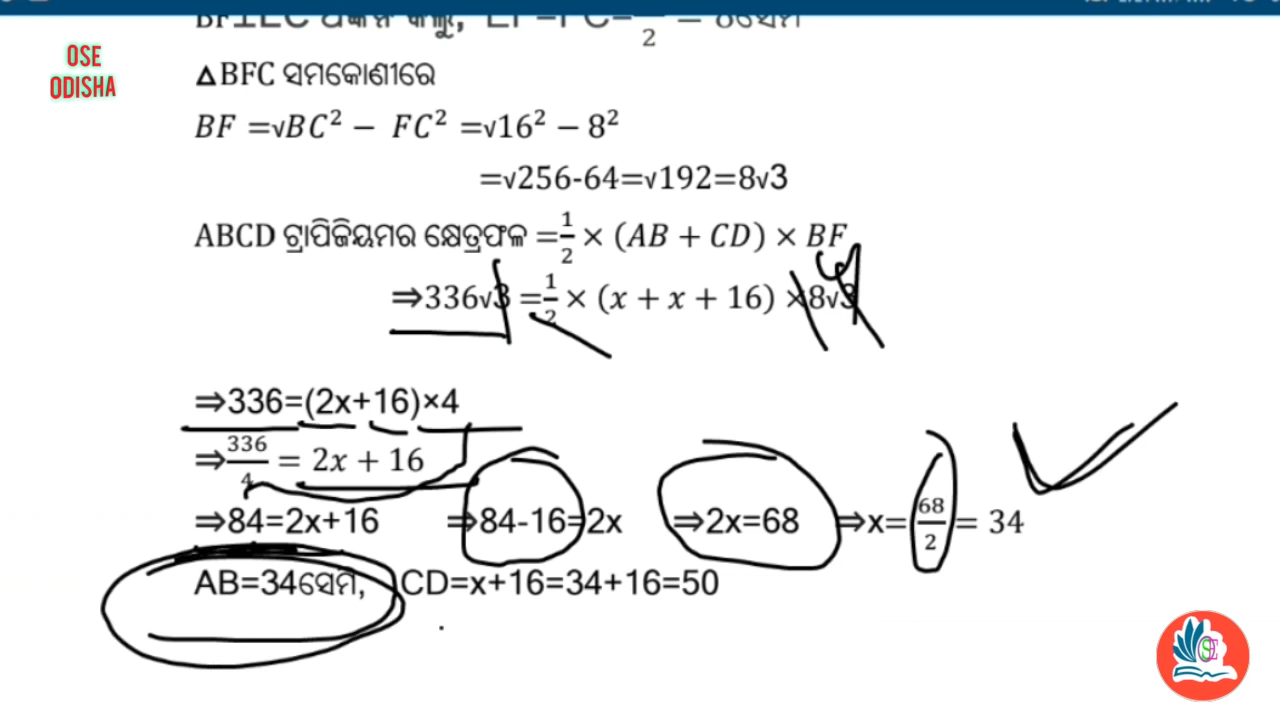 OSE
ODISHA
2
△BFC ସମକୋଣୀରେ
BF =√BC² − FC² =√16² − 8²
=√256-64=√192=8√3
ABCD ଟ୍ରାପିଜିୟମର କ୍ଷେତ୍ରଫଳ =1/2 × (AB + CD) × BF
⇒336√3 =1/2 × (x + x + 16) ×8√3
⇒336=(2x+16)×4
⇒336/4 = 2x + 16
⇒84=2x+16 ⇒84-16=2x ⇒2x=68 ⇒x=68/2 = 34
AB=34ସେମି, CD=x+16=34+16=50